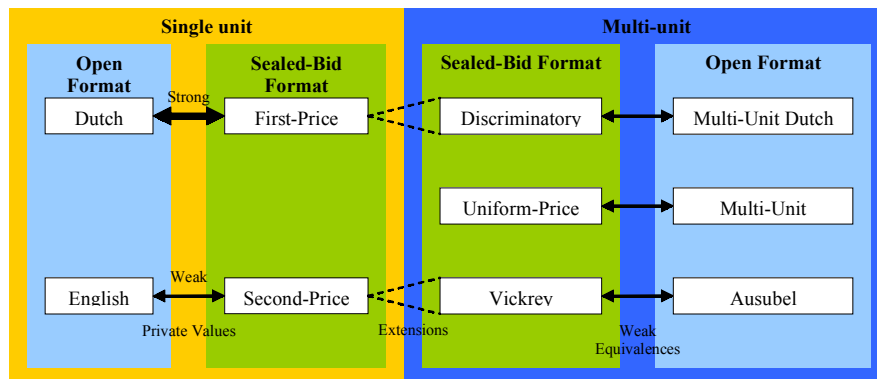 Single unit
Multi-unit
Open
Format
Sealed-Bid
Format
Sealed-Bid Format
Open Format
Strong
Dutch
First-Price
Discriminatory
Multi-Unit Dutch
Uniform-Price
Multi-Unit
Weak
English
Second-Price
Vickrey
Ausubel
Private Values
Extensions
Weak
Equivalences